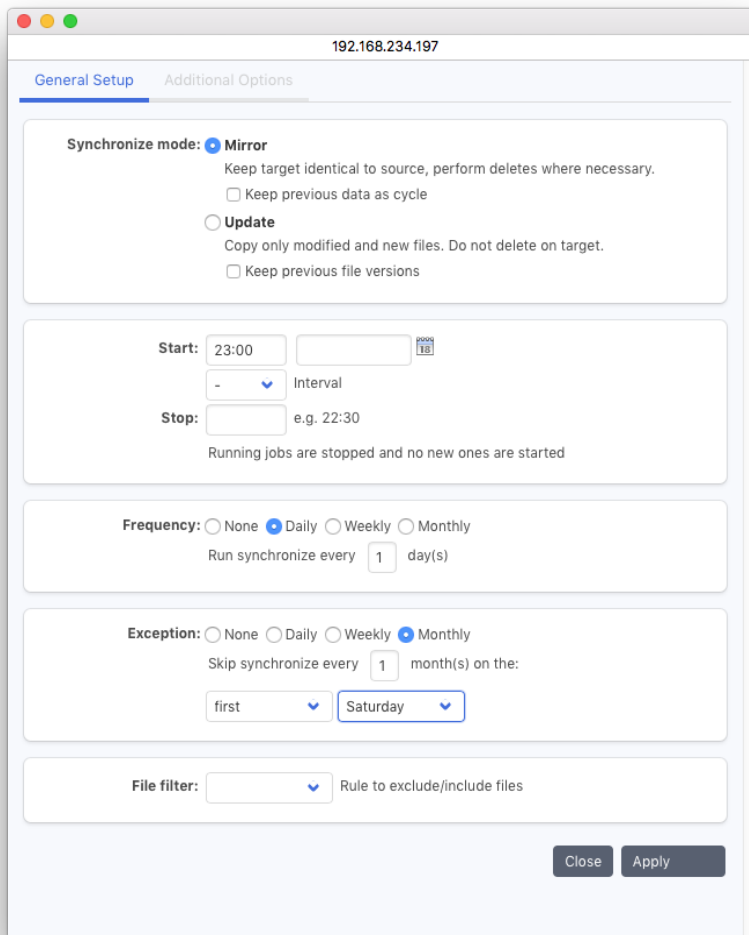 192.168.234.197
General Setup Additional Options
Synchronize mode: Mirror
Keep target identical to source, perform deletes where necessary.
Keep previous data as cycle
Update
Copy only modified and new files. Do not delete on target.
Keep previous file versions
Start: 23:00 18
- Interval
Stop: e.g. 22:30
Running jobs are stopped and no new ones are started
Frequency: None Daily Weekly Monthly
Run synchronize every 1 day(s)
Exception: None Daily Weekly Monthly
Skip synchronize every 1 month(s) on the:
first Saturday
File filter: Rule to exclude/include files
Close Apply